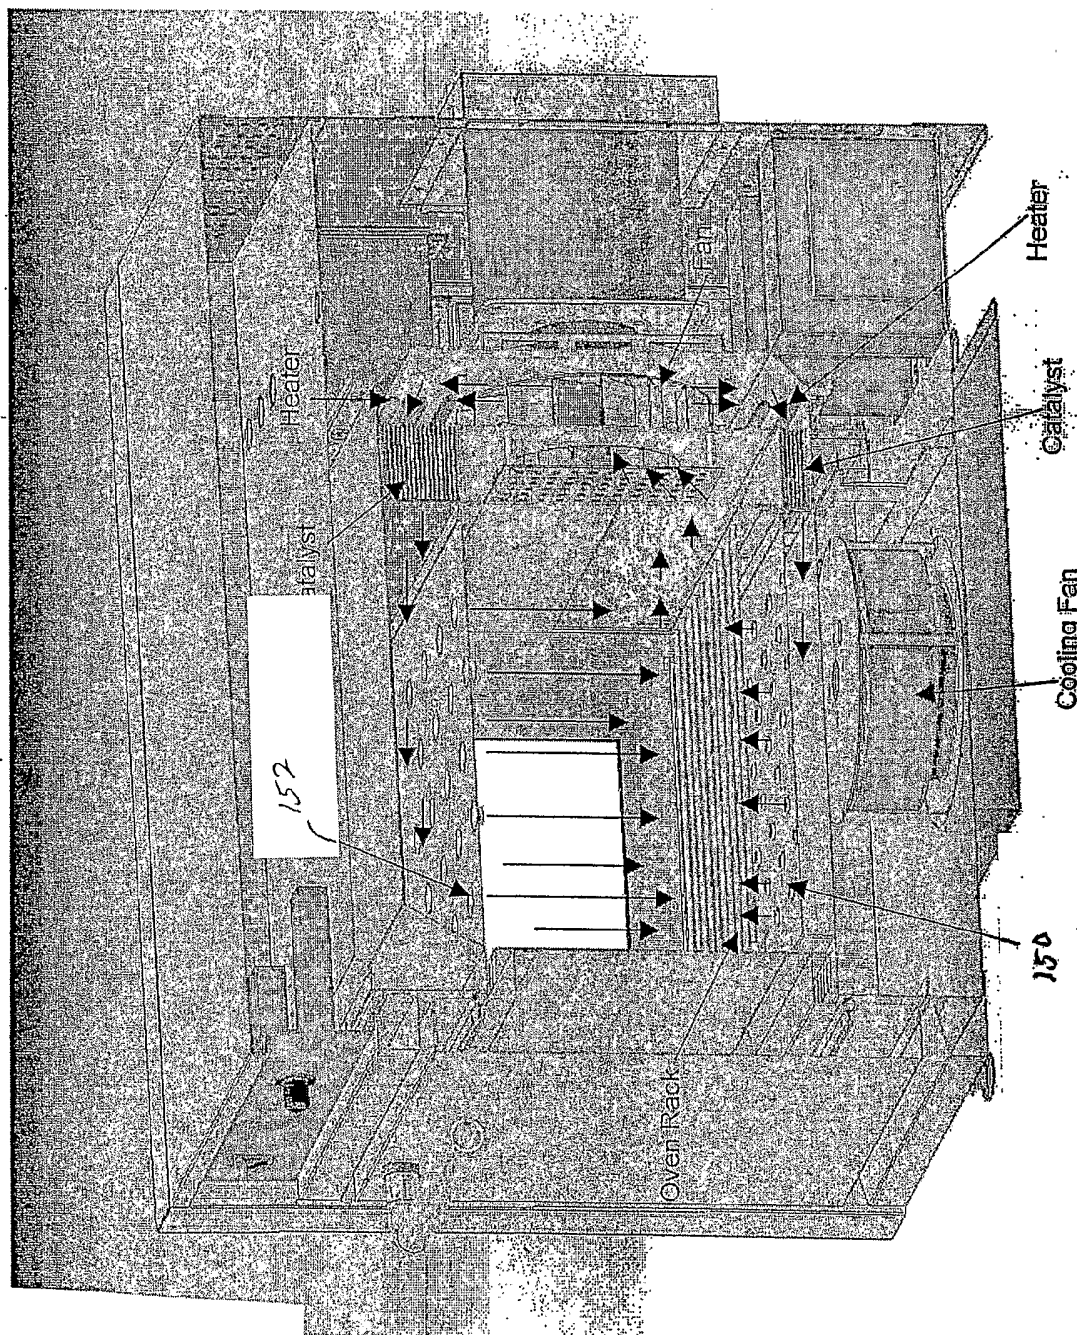 152
Heater
Catalyst
Fan
Oven Rack
150
Cooling Fan
Catalyst
Heater